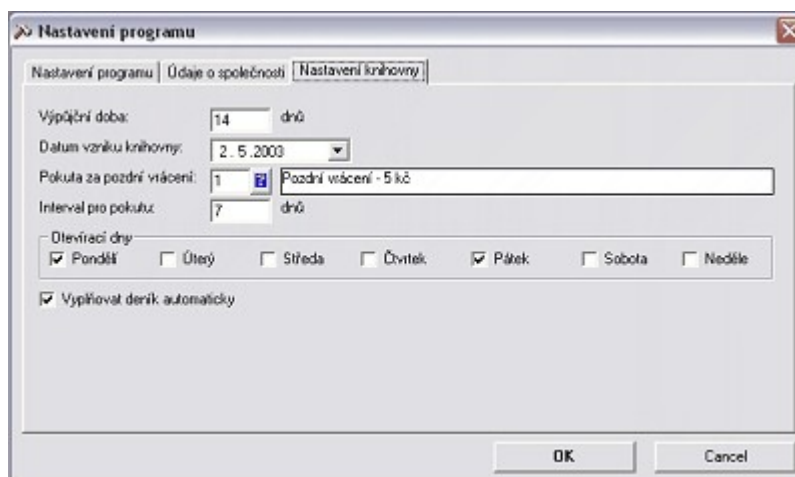 Nastavení programu
Nastavení programu Údaje o společnosti Nastavení knihovny
Výpůjční doba: 14 dnů
Datum vzniku knihovny: 2 . 5 .2003
Pokuta za pozdní vrácení: 1 ? Pozdní vrácení - 5 kč
Interval pro pokutu: 7 dnů
Otevírací dny
Pondělí Úterý Středa Čtvrtek Pátek Sobota Neděle
Vyplňovat deník automaticky
OK Cancel